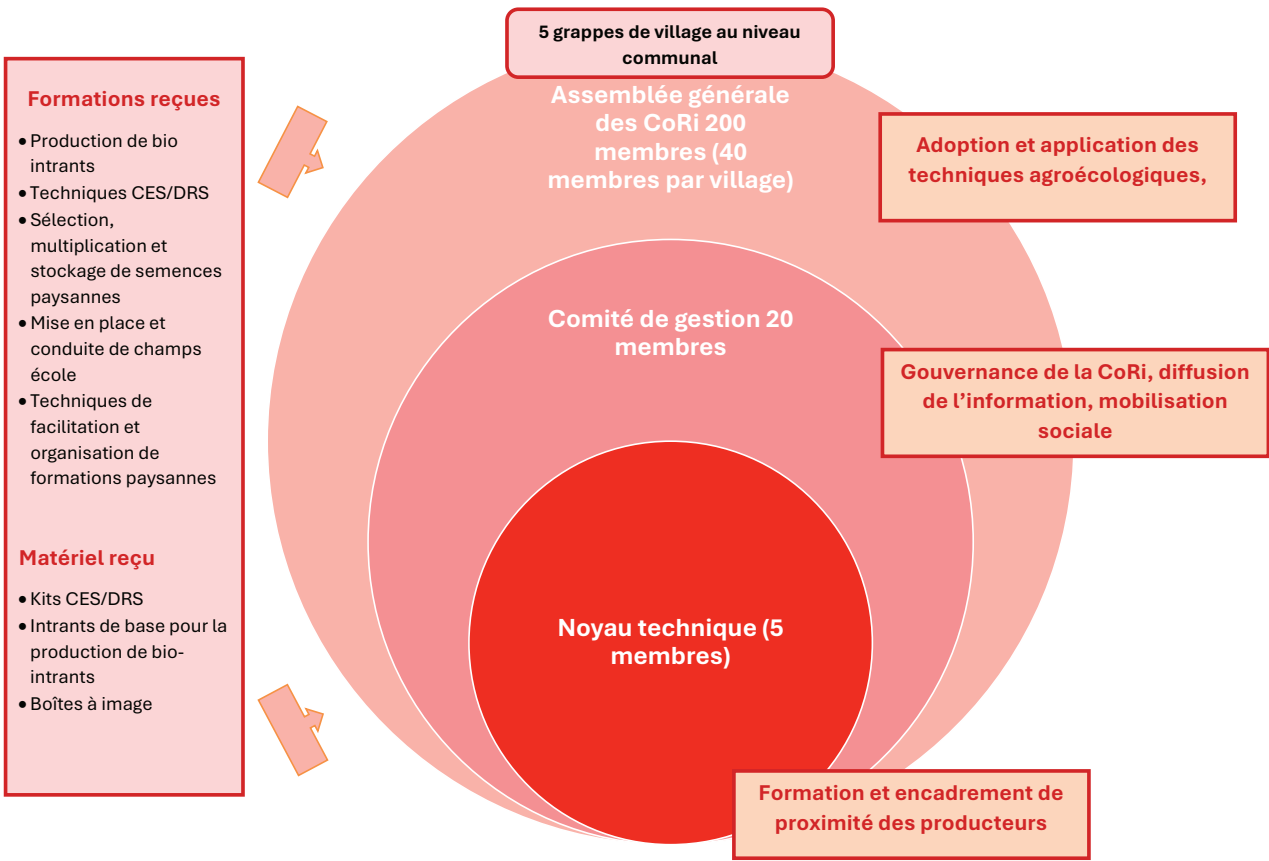 5 grappes de village au niveau
communal
Formations reçues
• Production de bio
intrants
• Techniques CES/DRS
• Sélection,
multiplication et
stockage de semences
paysannes
• Mise en place et
conduite de champs
école
• Techniques de
facilitation et
organisation de
formations paysannes
Matériel reçu
• Kits CES/DRS
• Intrants de base pour la
production de bio-
intrants
• Boîtes à image
Assemblée générale
des CoRi 200
membres (40
membres par village)
Comité de gestion 20
membres
Noyau technique (5
membres)
Adoption et application des
techniques agroécologiques,
Gouvernance de la CoRi, diffusion
de l’information, mobilisation
sociale
Formation et encadrement de
proximité des producteurs